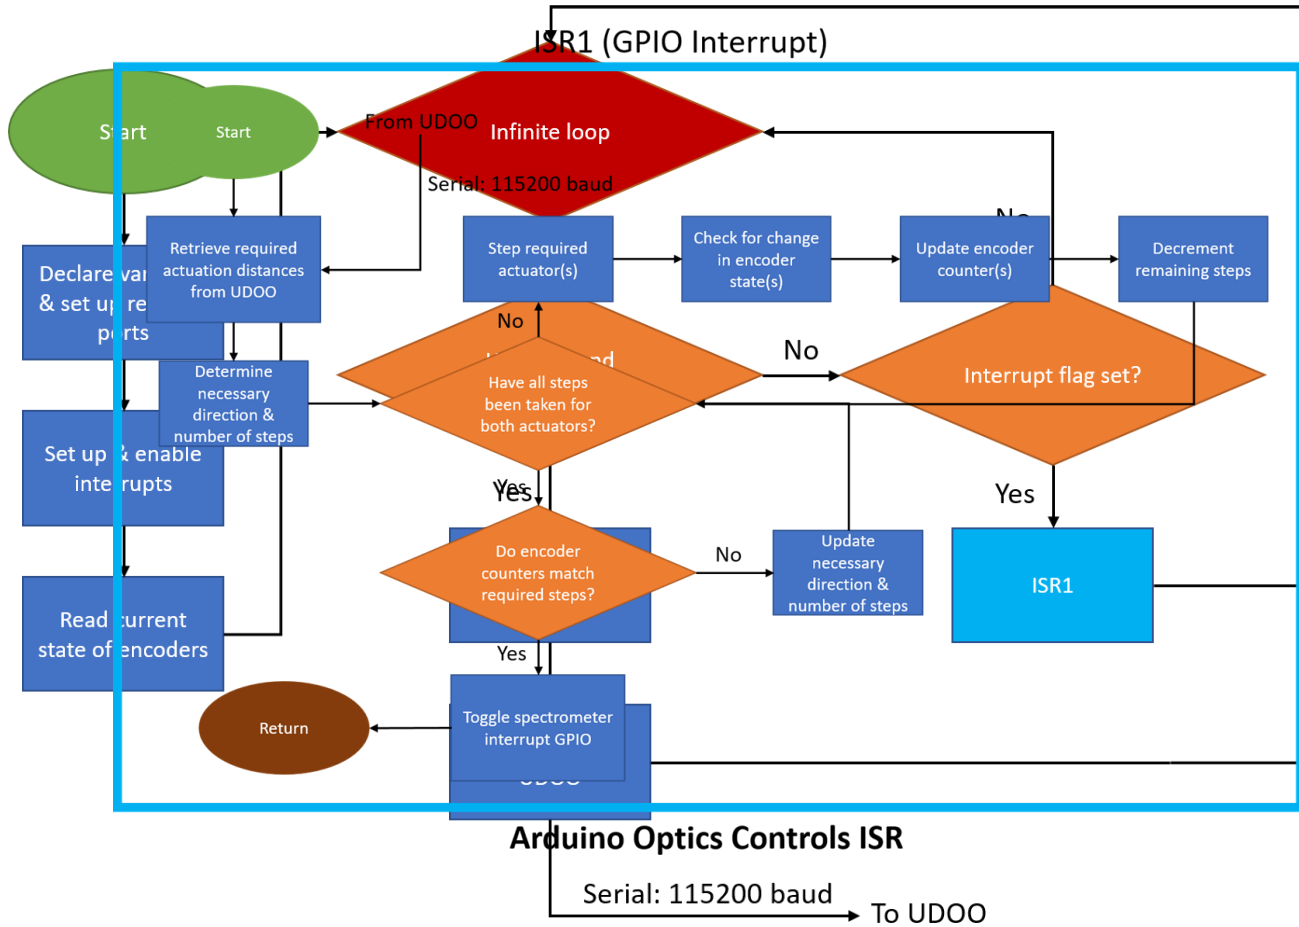 ISR1 (GPIO Interrupt)
Start
Start
From UDOO
Infinite loop
Serial: 115200 baud
No
Retrieve required
actuation distances
from UDOO
Step required
actuator(s)
Check for change
in encoder
state(s)
Update encoder
counter(s)
Decrement
remaining steps
Declare
& set up
ports
No
No
Interrupt flag set?
Determine
necessary
direction &
number of steps
Have all steps
been taken for
both actuators?
Set up & enable
interrupts
Yes
Yes
Yes
Do encoder
counters match
required steps?
No
Update
necessary
direction &
number of steps
ISR1
Read current
state of encoders
Yes
Return
Toggle spectrometer
interrupt GPIO
UDOO
Arduino Optics Controls ISR
Serial: 115200 baud
To UDOO